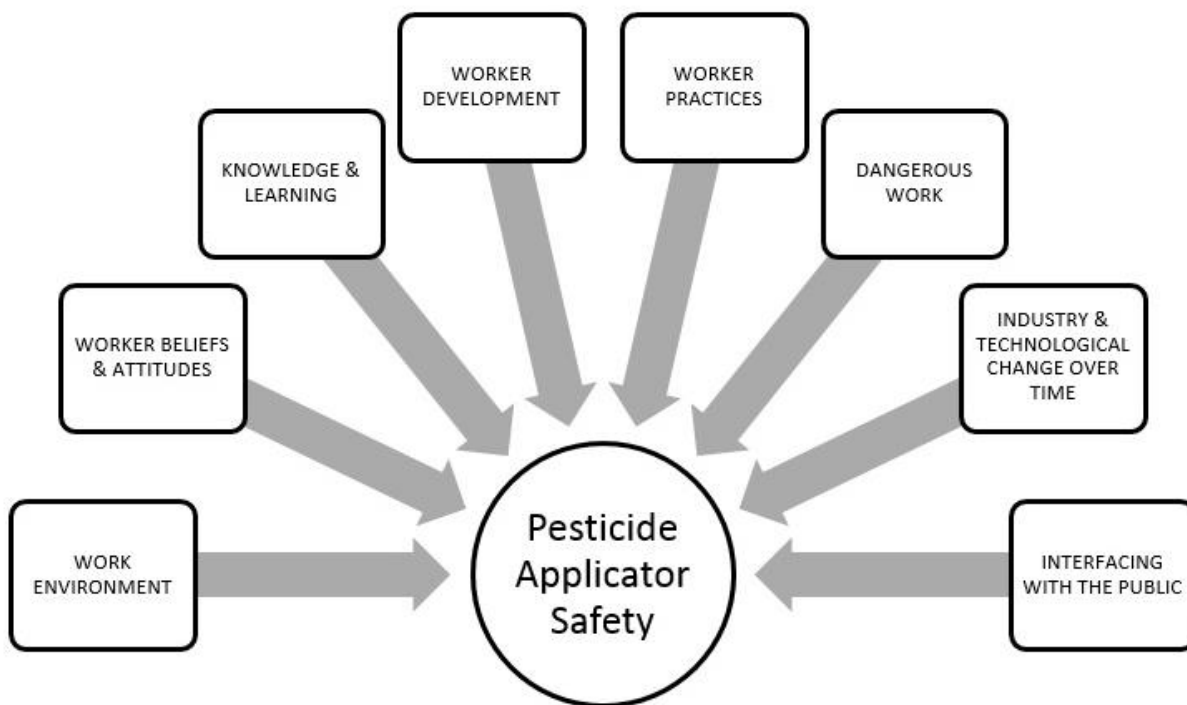 WORKER
DEVELOPMENT
WORKER
PRACTICES
KNOWLEDGE &
LEARNING
DANGEROUS
WORK
WORKER BELIEFS
& ATTITUDES
INDUSTRY &
TECHNOLOGICAL
CHANGE OVER
TIME
WORK
ENVIRONMENT
Pesticide
Applicator
Safety
INTERFACING
WITH THE PUBLIC